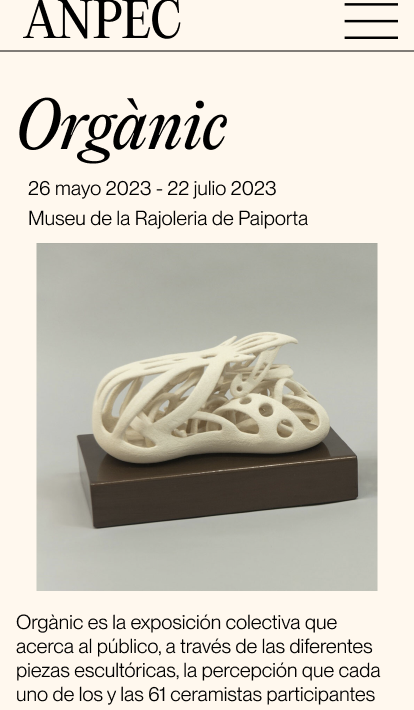 ANPEC
Orgànic
26 mayo 2023 - 22 julio 2023
Museu de la Rajoleria de Paiporta
Orgànic es la exposición colectiva que
acerca al público, a través de las diferentes
piezas escultóricas, la percepción que cada
uno de los y las 61 ceramistas participantes